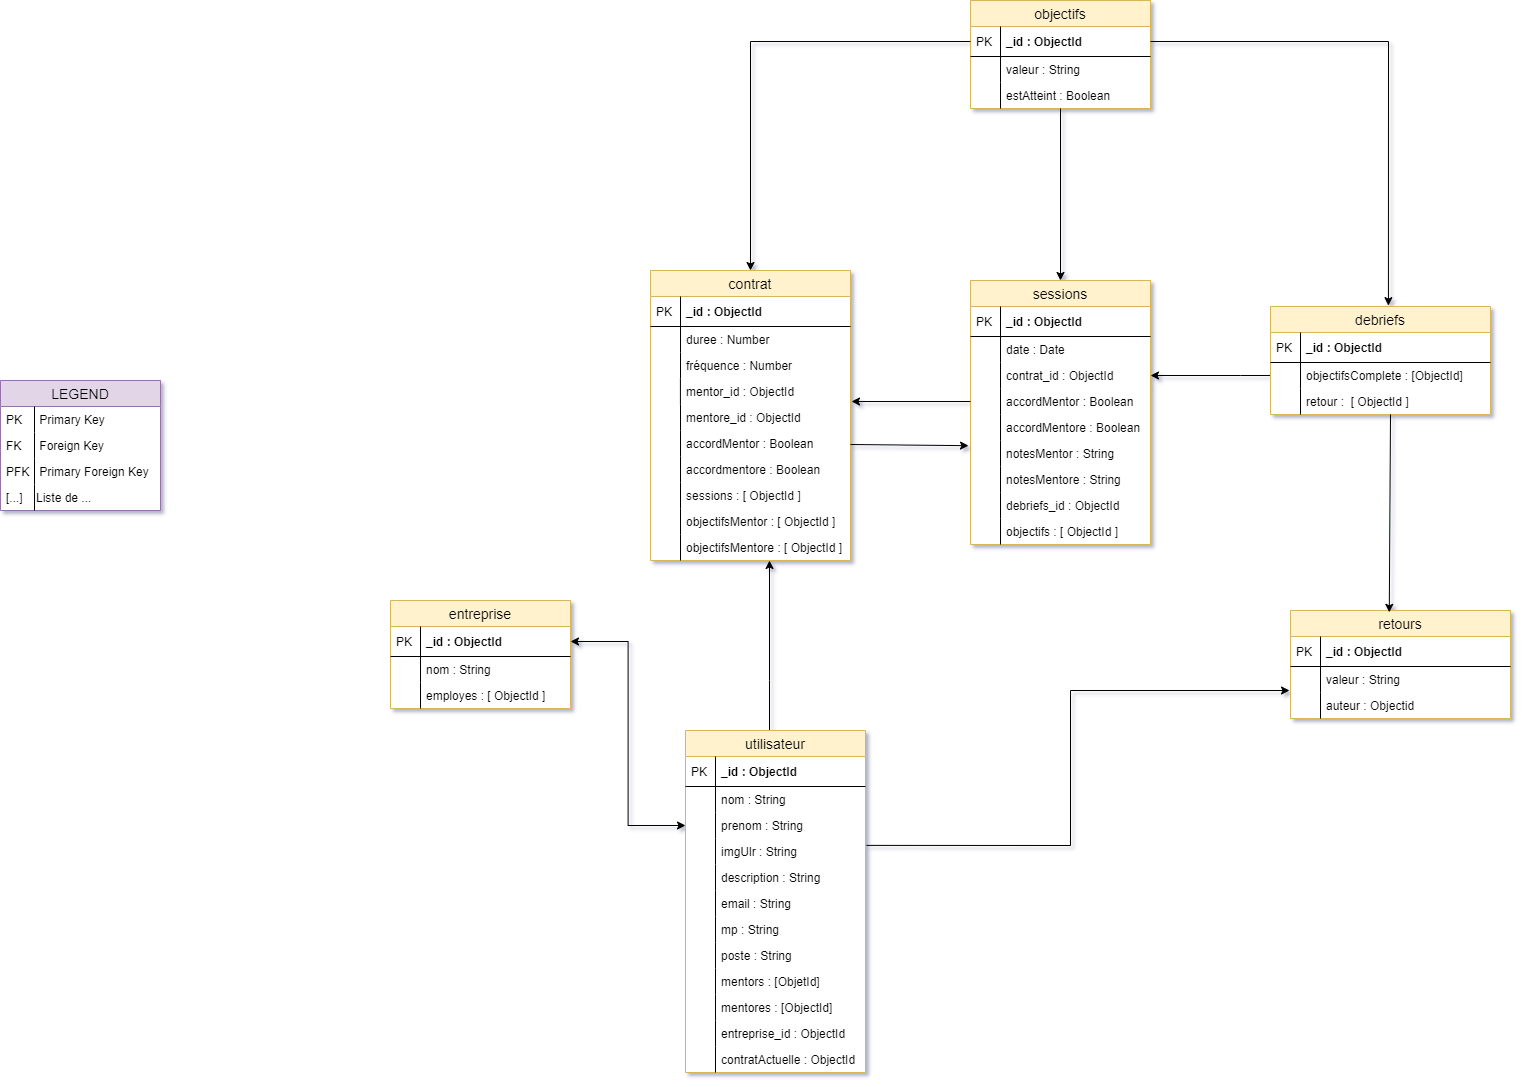 objectifs
PK _id : ObjectId
valeur : String
estAtteint : Boolean
contrat
PK _id : ObjectId
duree : Number
fréquence : Number
mentor_id : ObjectId
mentore_id : ObjectId
accordMentor : Boolean
accordmentore : Boolean
sessions : [ ObjectId ]
objectifsMentor : [ ObjectId ]
objectifsMentore : [ ObjectId ]
sessions
PK _id : ObjectId
date : Date
contrat_id : ObjectId
accordMentor : Boolean
accordMentore : Boolean
notesMentor : String
notesMentore : String
debriefs_id : ObjectId
objectifs : [ ObjectId ]
debriefs
PK _id : ObjectId
objectifsComplete : [ObjectId]
retour : [ ObjectId ]
LEGEND
PK Primary Key
FK Foreign Key
PFK Primary Foreign Key
[...] Liste de ...
entreprise
PK _id : ObjectId
nom : String
employes : [ ObjectId ]
retours
PK _id : ObjectId
valeur : String
auteur : Objectid
utilisateur
PK _id : ObjectId
nom : String
prenom : String
imgUlr : String
description : String
email : String
mp : String
poste : String
mentors : [ObjetId]
mentores : [ObjectId]
entreprise_id : ObjectId
contratActuelle : ObjectId